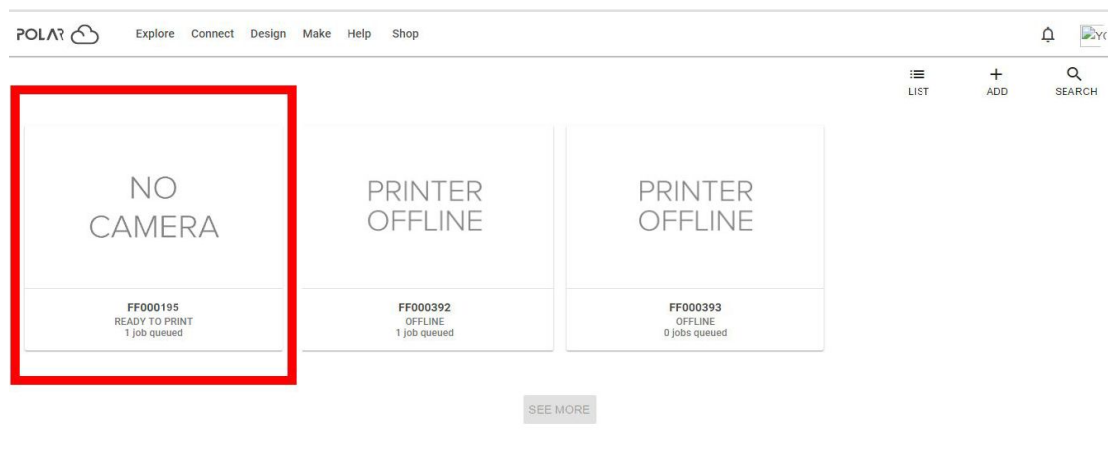 POLAR Explore Connect Design Make Help Shop
LIST ADD SEARCH
NO
CAMERA
FF000195
READY TO PRINT
1 job queued
PRINTER
OFFLINE
FF000392
OFFLINE
1 job queued
PRINTER
OFFLINE
FF000393
OFFLINE
0 jobs queued
SEE MORE